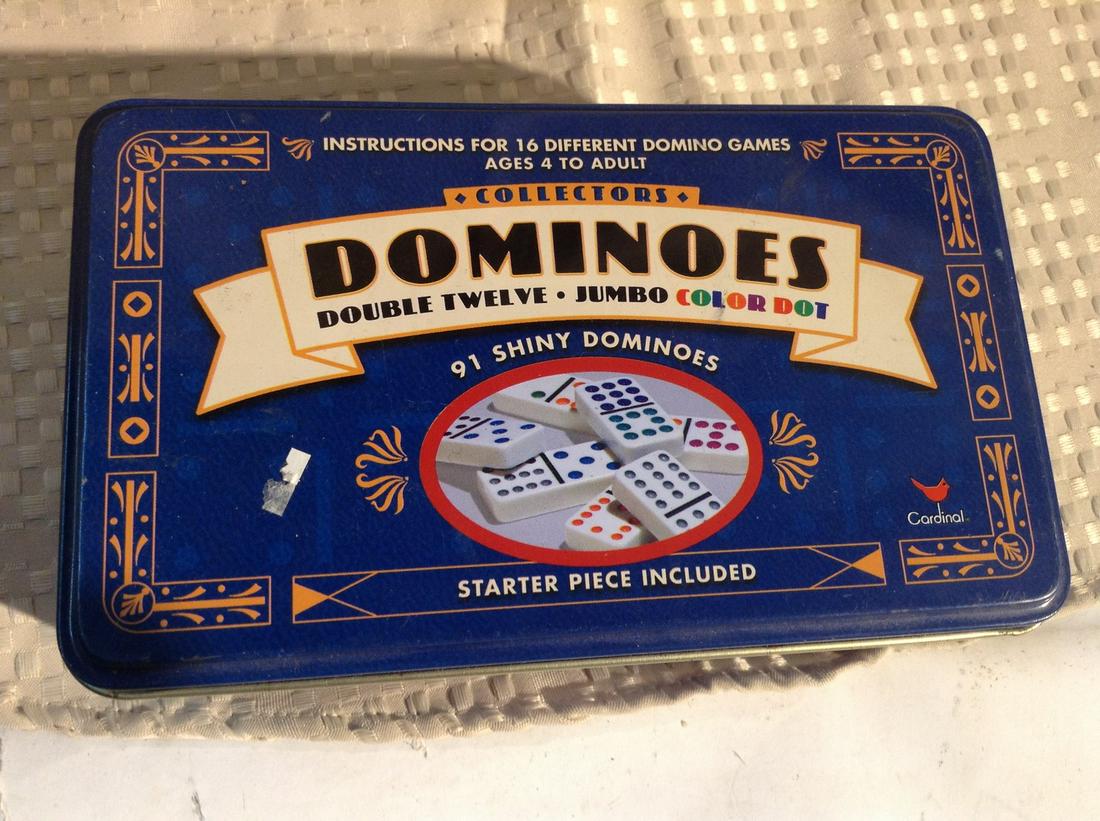 INSTRUCTIONS FOR 16 DIFFERENT DOMINO GAMES
AGES 4 TO ADULT
COLLECTORS
DOMINOES
DOUBLE TWELVE • JUMBO COLOR DOT
91 SHINY DOMINOES
Cardinal
STARTER PIECE INCLUDED